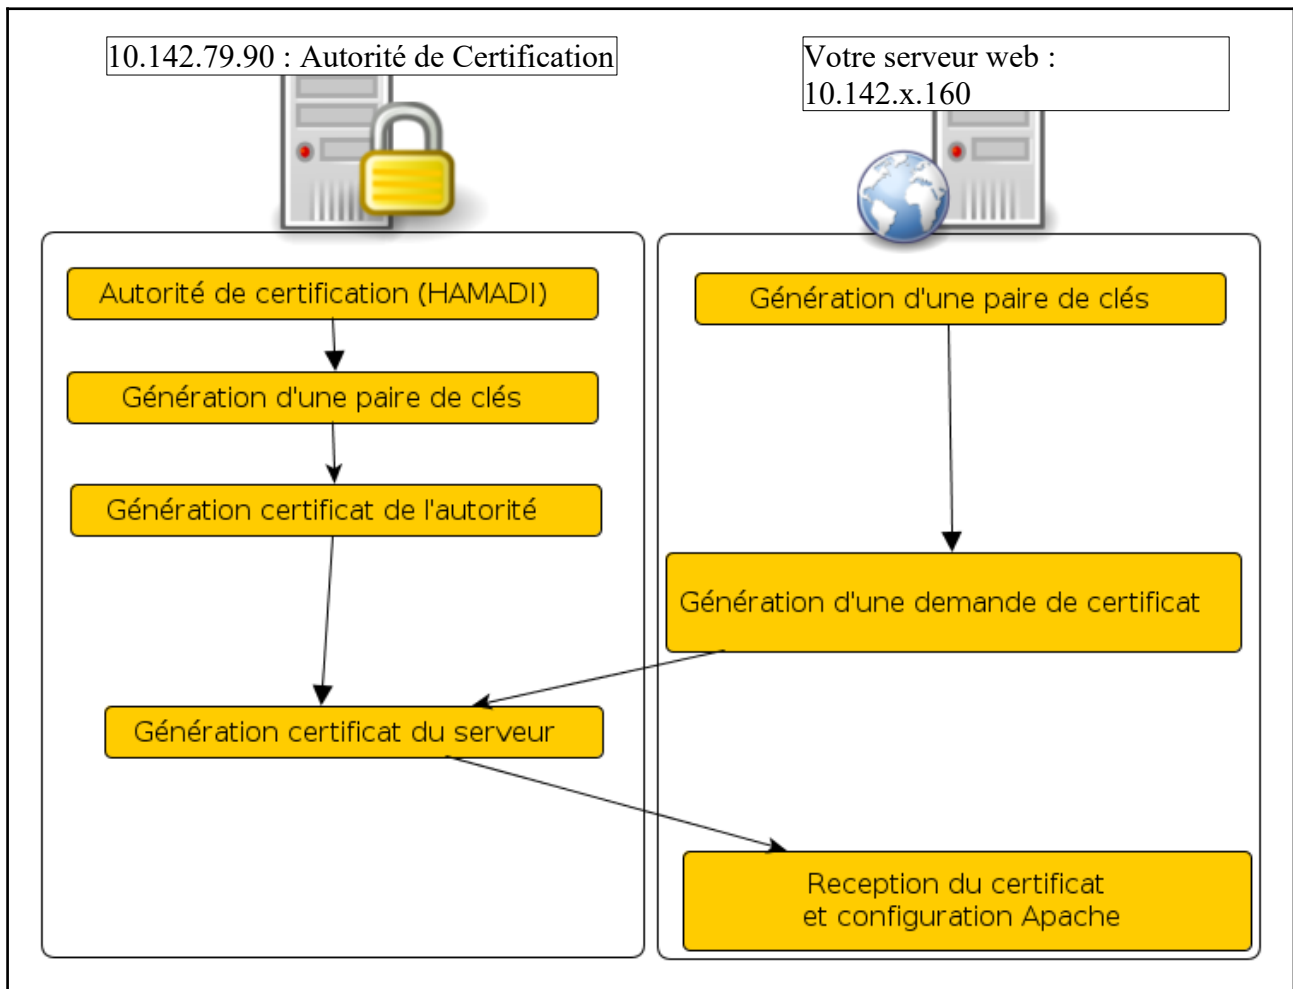 10.142.79.90 : Autorité de Certification
Votre serveur web :
10.142.x.160
Autorité de certification (HAMADI)
Génération d'une paire de clés
Génération certificat de l'autorité
Génération certificat du serveur
Génération d'une paire de clés
Génération d'une demande de certificat
Reception du certificat
et configuration Apache